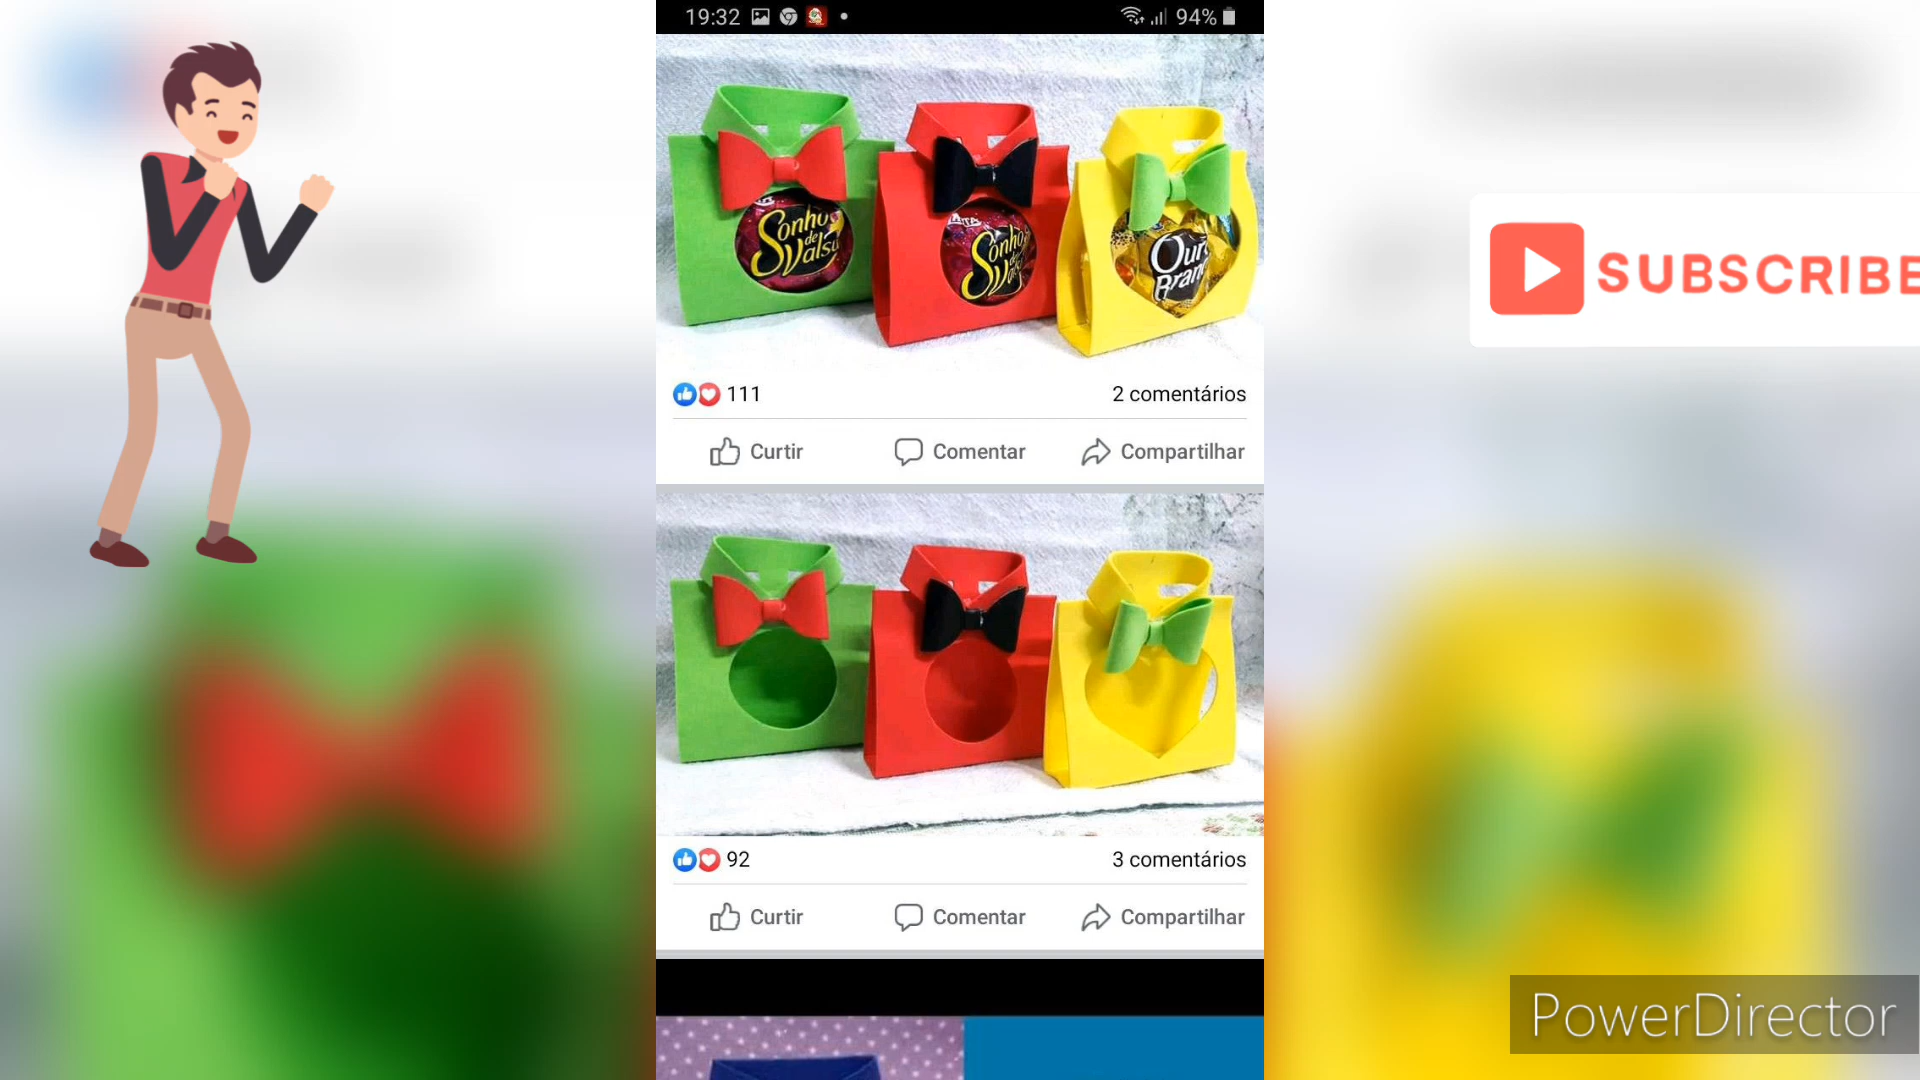 19:32
94%
Sonho
de
Valsa
Sonho
de
Ouro
Branco
SUBSCRIBE
111
2 comentários
Curtir
Comentar
Compartilhar
92
3 comentários
Curtir
Comentar
Compartilhar
PowerDirector